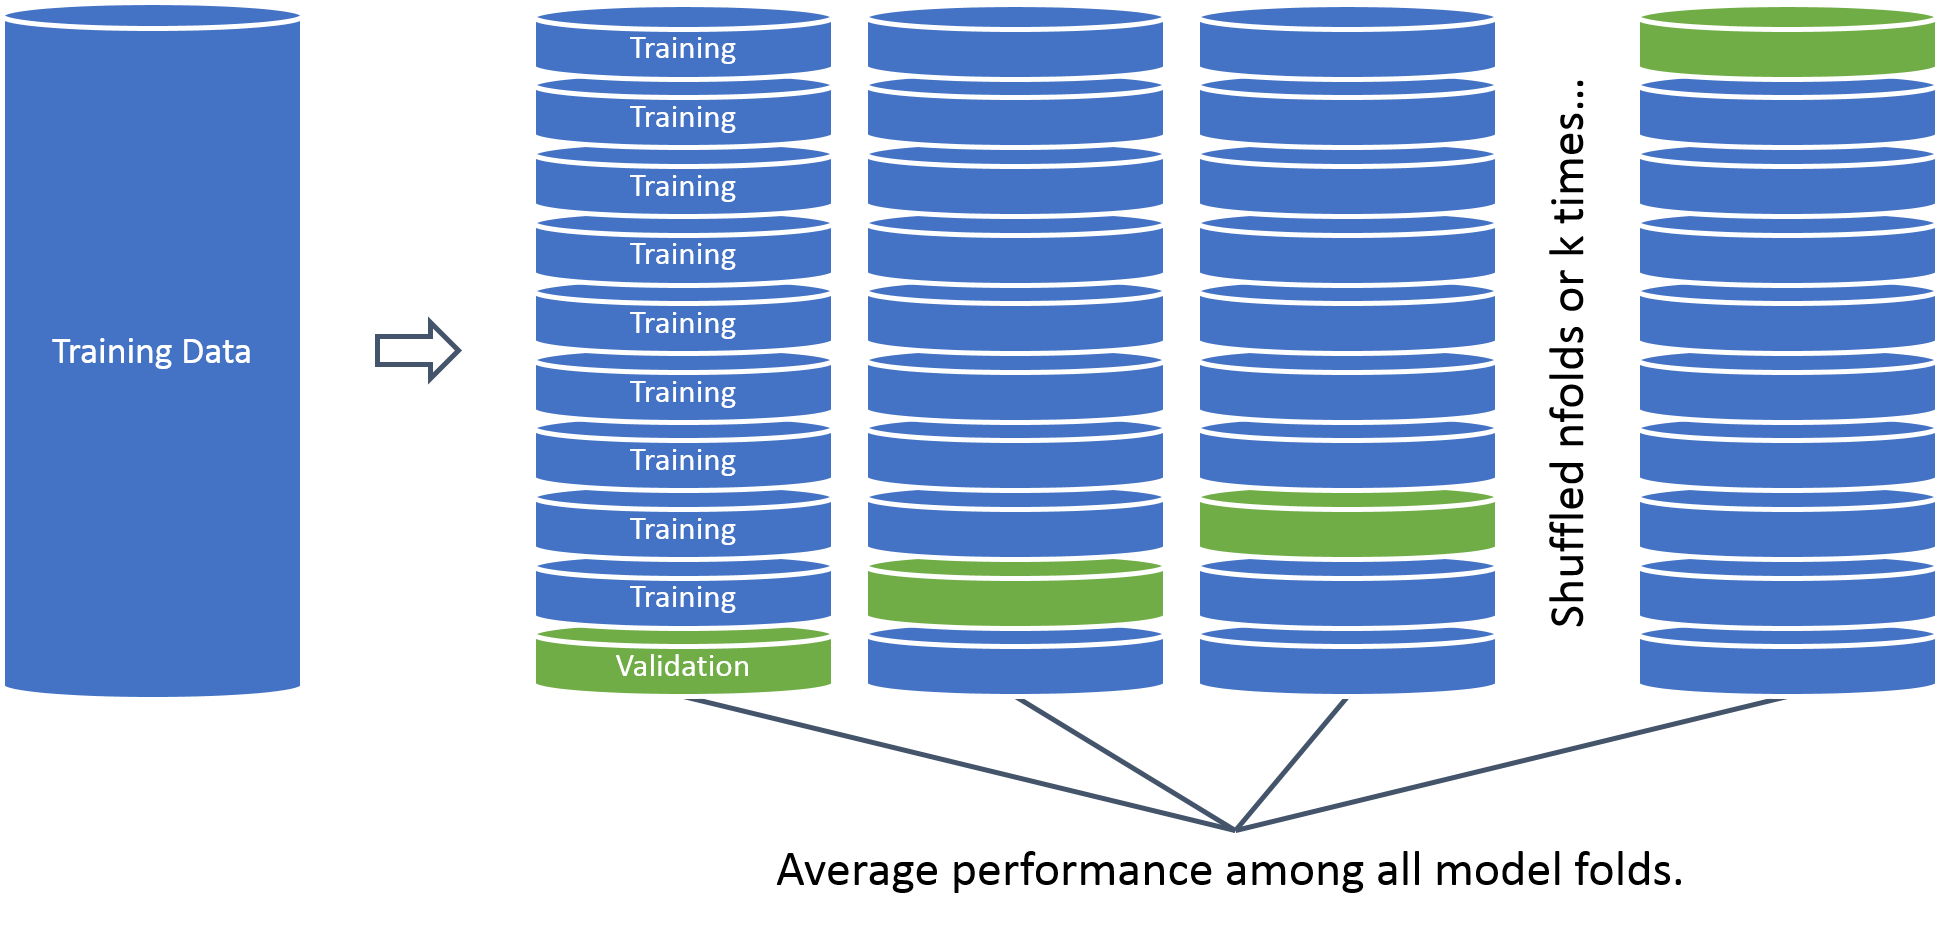 Training Data
Training
Training
Training
Training
Training
Training
Training
Training
Training
Validation
Shuffled nfolds or k times...
Average performance among all model folds.